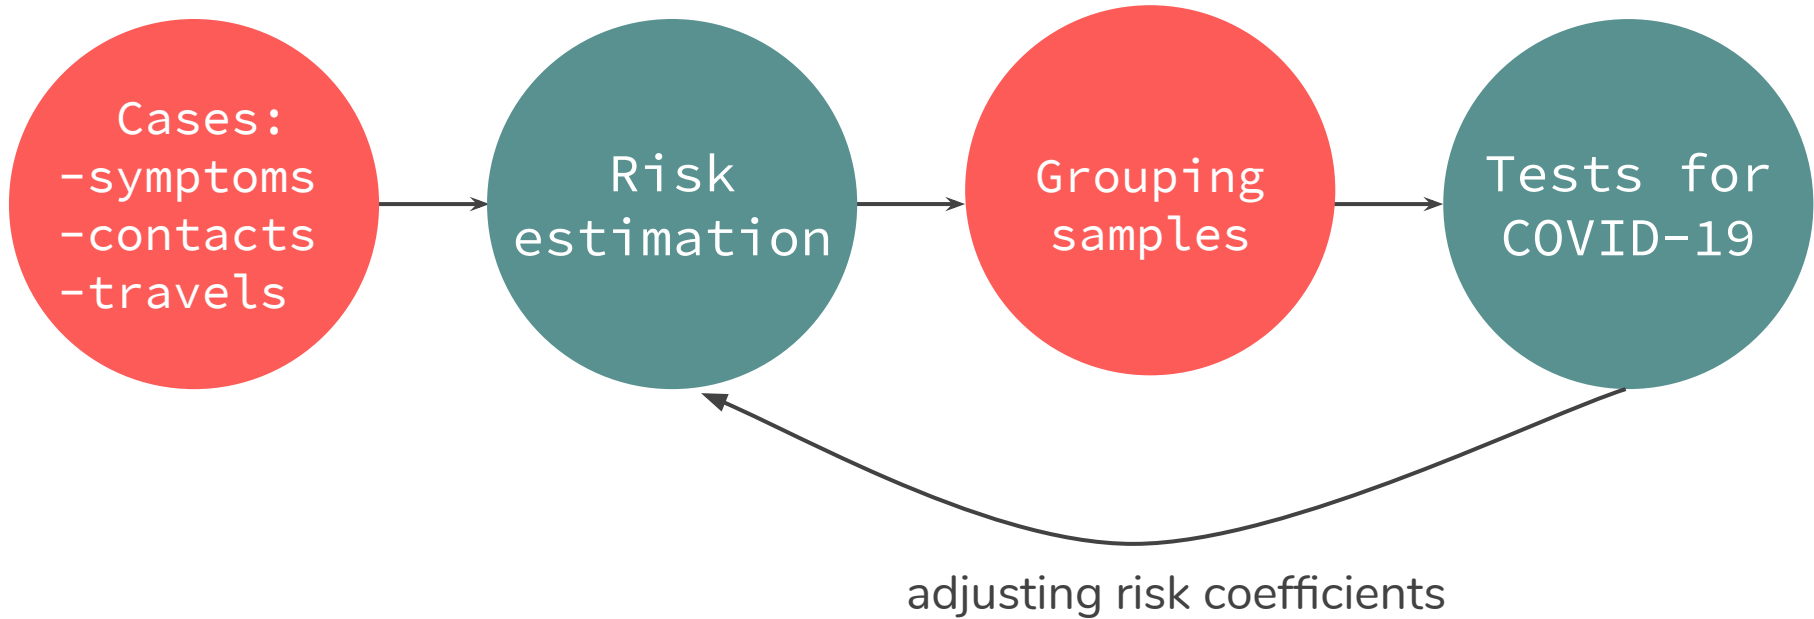 Cases:
-symptoms
-contacts
-travels
Risk
estimation
Grouping
samples
Tests for
COVID-19
adjusting risk coefficients